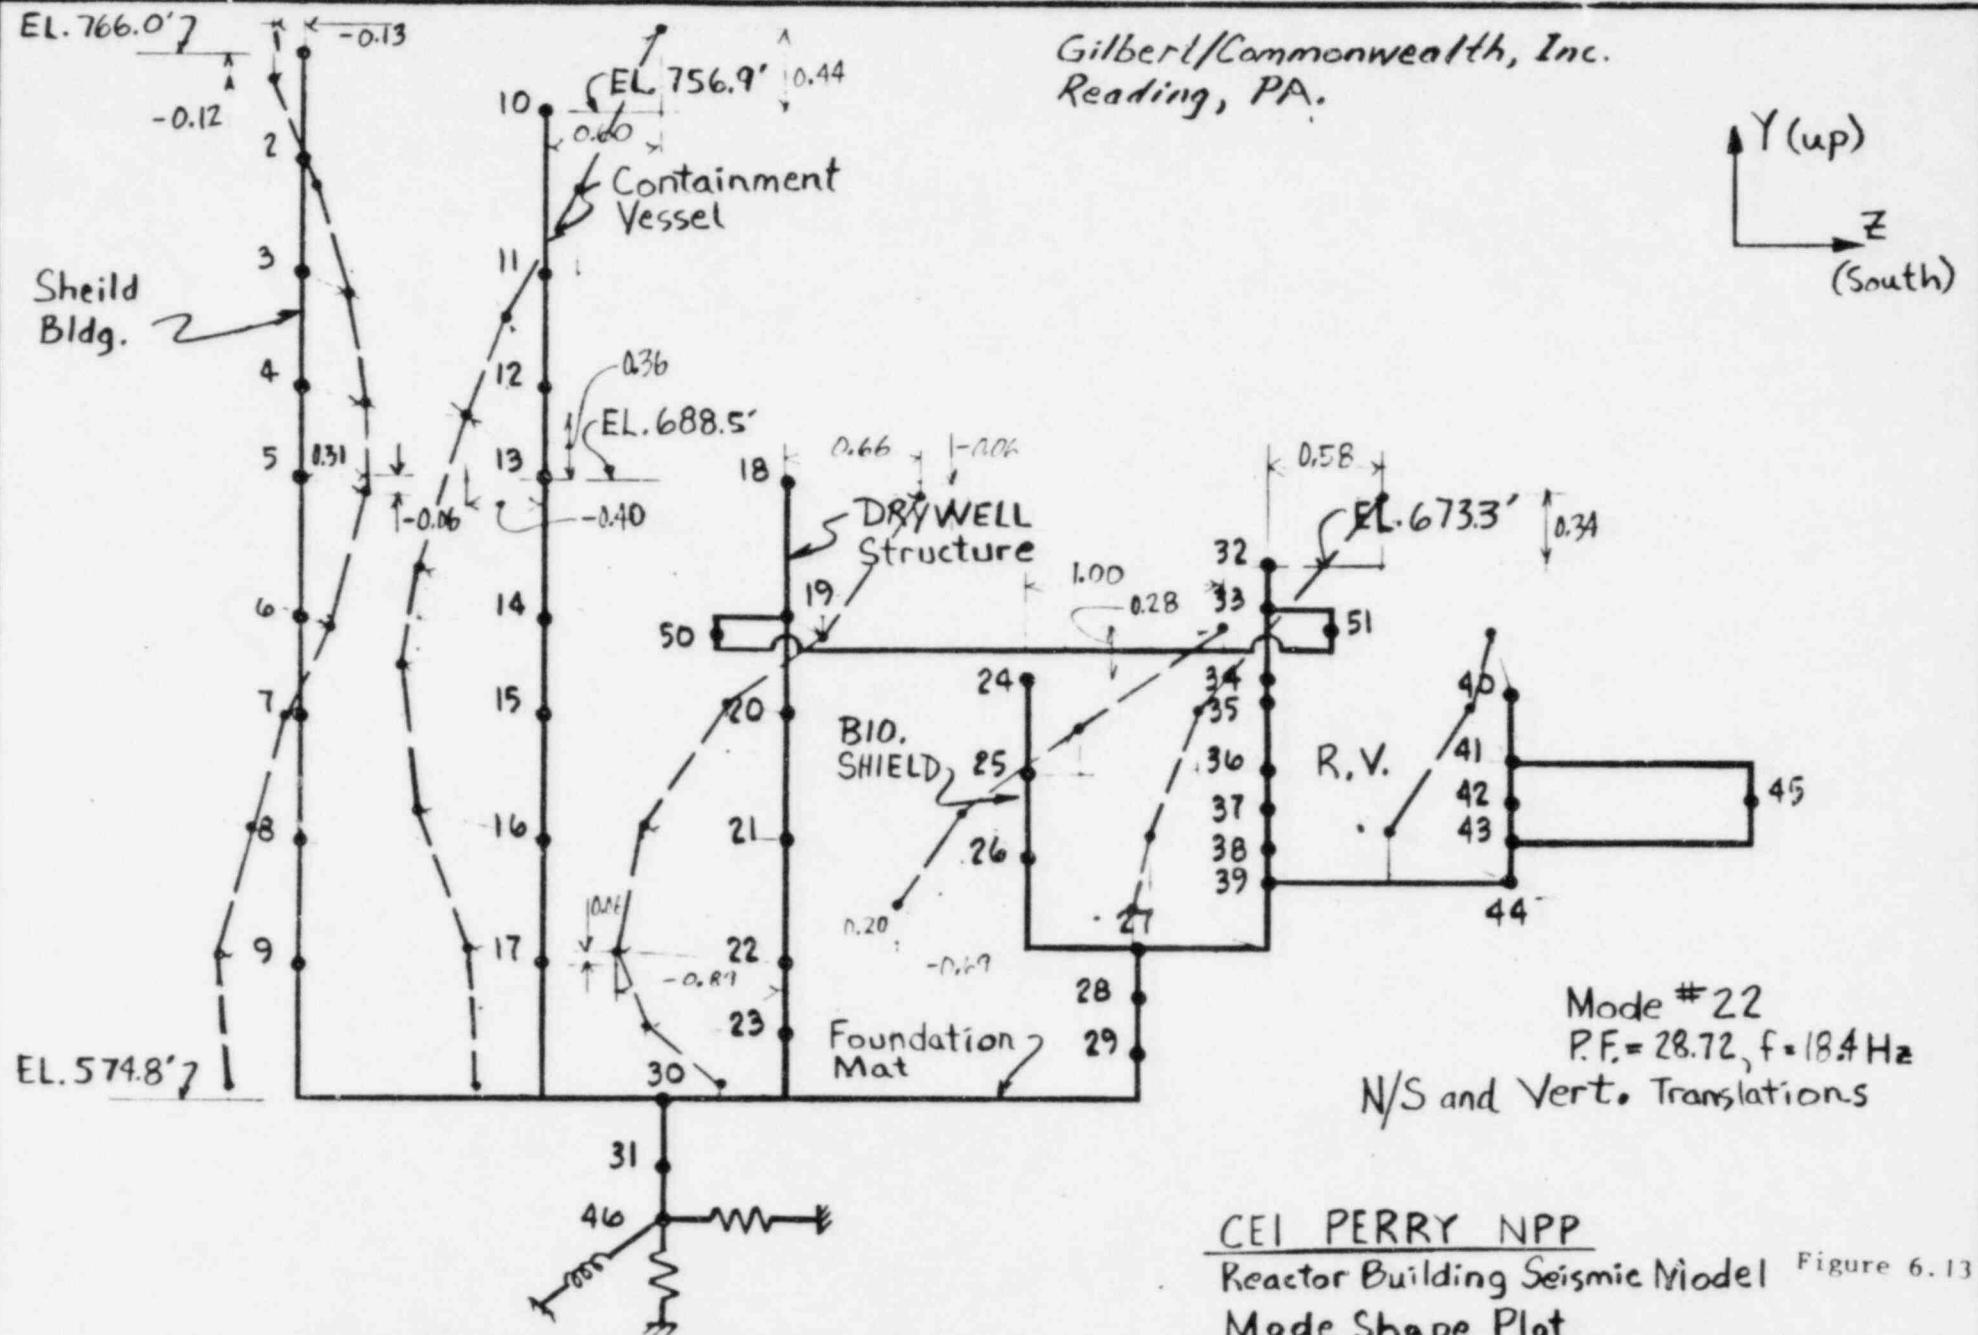 EL. 766.0'
-0.13
-0.12
Gilbert/Commonwealth, Inc.
Reading, PA.
EL. 756.9'
0.44
10
0.60
Y (up)
Z
(South)
2
Containment
Vessel
3
11
Sheild
Bldg.
4
12
0.36
EL. 688.5'
5
0.31
13
-0.06
-0.40
18
0.66
-0.06
0.58
DRYWELL
Structure
EL. 673.3'
0.34
32
1.00
0.28
33
6
14
19
50
51
24
34
35
40
7
15
20
BIO.
SHIELD
25
36
R.V.
41
42
43
45
37
8
16
21
26
38
39
27
44
0.20
0.06
9
17
22
-0.69
28
Mode #22
P.F. = 28.72, f = 18.4 Hz
N/S and Vert. Translations
23
Foundation
Mat
29
EL. 574.8'
30
31
46
CEI PERRY NPP
Reactor Building Seismic Model
Figure 6.13
Mode Shape Plot